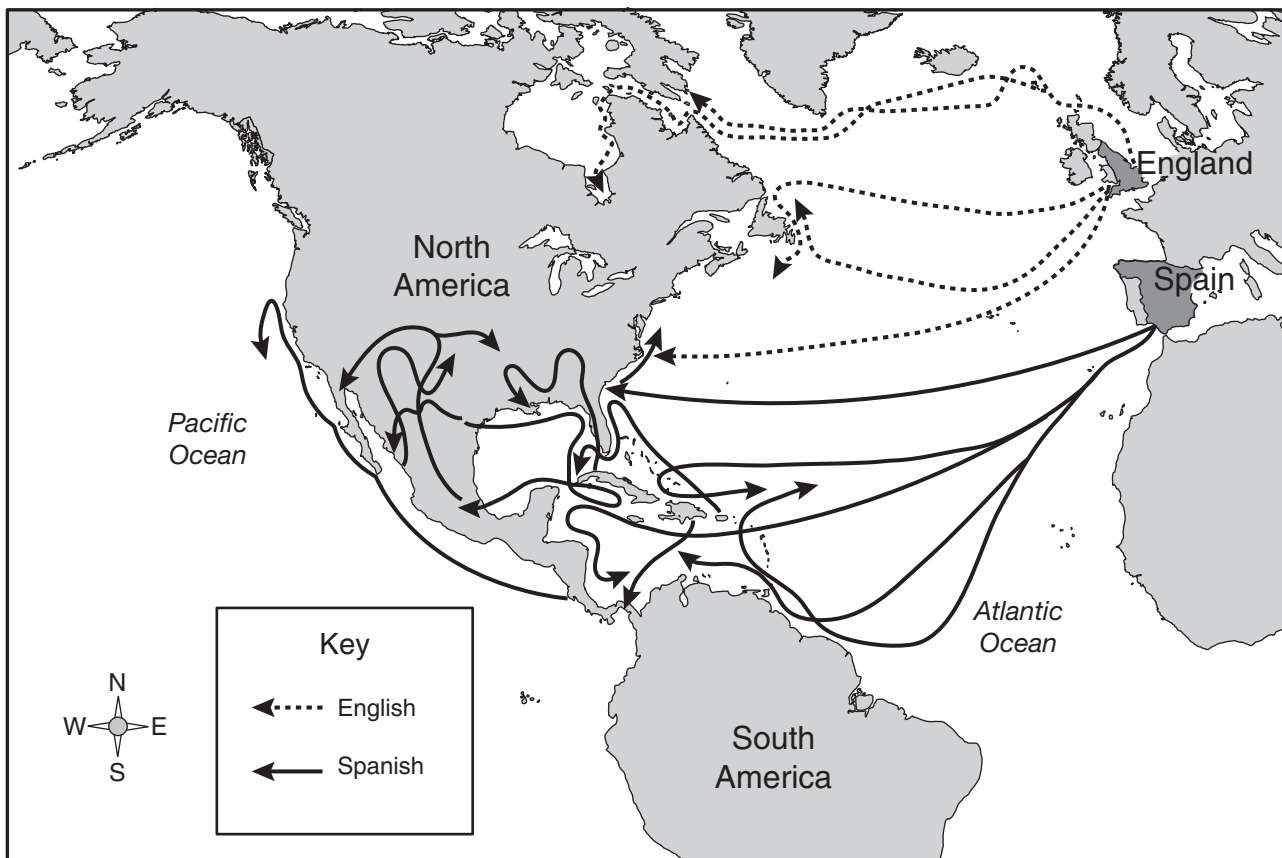 England
North
America
Spain
Pacific
Ocean
Atlantic
Ocean
Key
English
Spanish
N
W
E
S
South
America